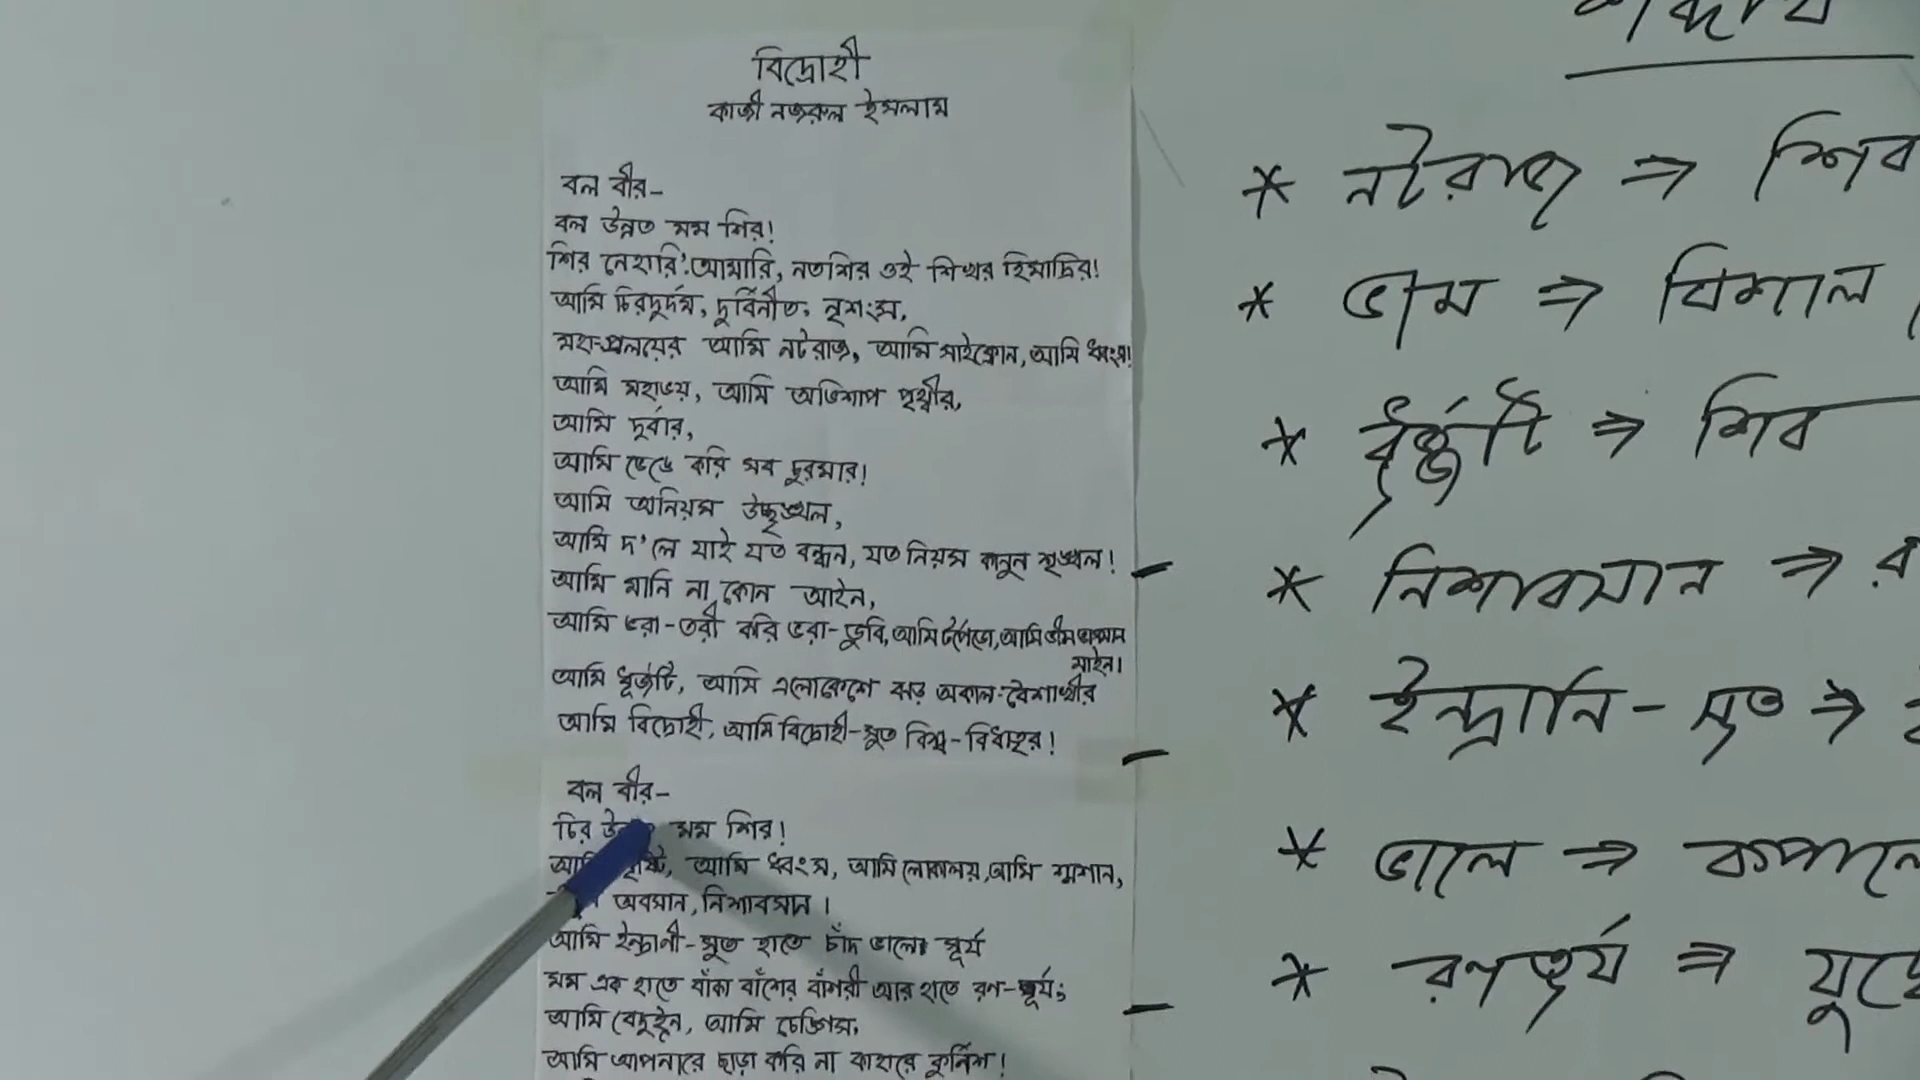 বিদ্রোহী
কাজী নজরুল ইসলাম
বল বীর-
বল উন্নত মম শির!
শির নেহারি' আমারি, নতশির ওই শিখর হিমাদ্রির!
আমি চিরদুর্দম, দুর্বিনীত, নৃশংস,
মহা-প্রলয়ের আমি নটরাজ, আমি সাইক্লোন, আমি ধ্বংস!
আমি মহাভয়, আমি অভিশাপ পৃথ্বীর,
আমি দুর্বার,
আমি ভেঙে করি সব চুরমার!
আমি অনিয়ম উচ্ছৃঙ্খল,
আমি দ'লে যাই যত বন্ধন, যত নিয়ম কানুন শৃঙ্খল!
আমি মানি না কোন আইন,
আমি ভরা-তরী করি ভরা-ডুবি, আমি টর্পেডো, আমি ভীম ভাসমান
মাইন।
আমি ধূর্জটি, আমি এলোকেশে ঝড় অকাল-বৈশাখীর
আমি বিদ্রোহী, আমি বিদ্রোহী-সুত বিশ্ব-বিধাতৃর!
বল বীর-
চির মম শির!
আমি ধ্বংস, আমি লোকালয়, আমি শ্মশান,
অবসান, নিশাবসান।
আমি ইন্দ্রাণী-সুত হাতে চাঁদ ভালে সূর্য
মম এক হাতে বাঁকা বাঁশের বাঁশরী আর হাতে রণ-তূর্য;
আমি বেদুইন, আমি চেঙ্গিস,
আমি আপনারে ছাড়া করি না কাহারে কুর্নিশ!
* নটরাজ ⇒ শিব
* ভীম ⇒ বিশাল
* ধূর্জটি ⇒ শিব
* নিশাবসান ⇒
* ইন্দ্রানি-সুত ⇒
* ভালে ⇒ কপালে
* রণতূর্য ⇒